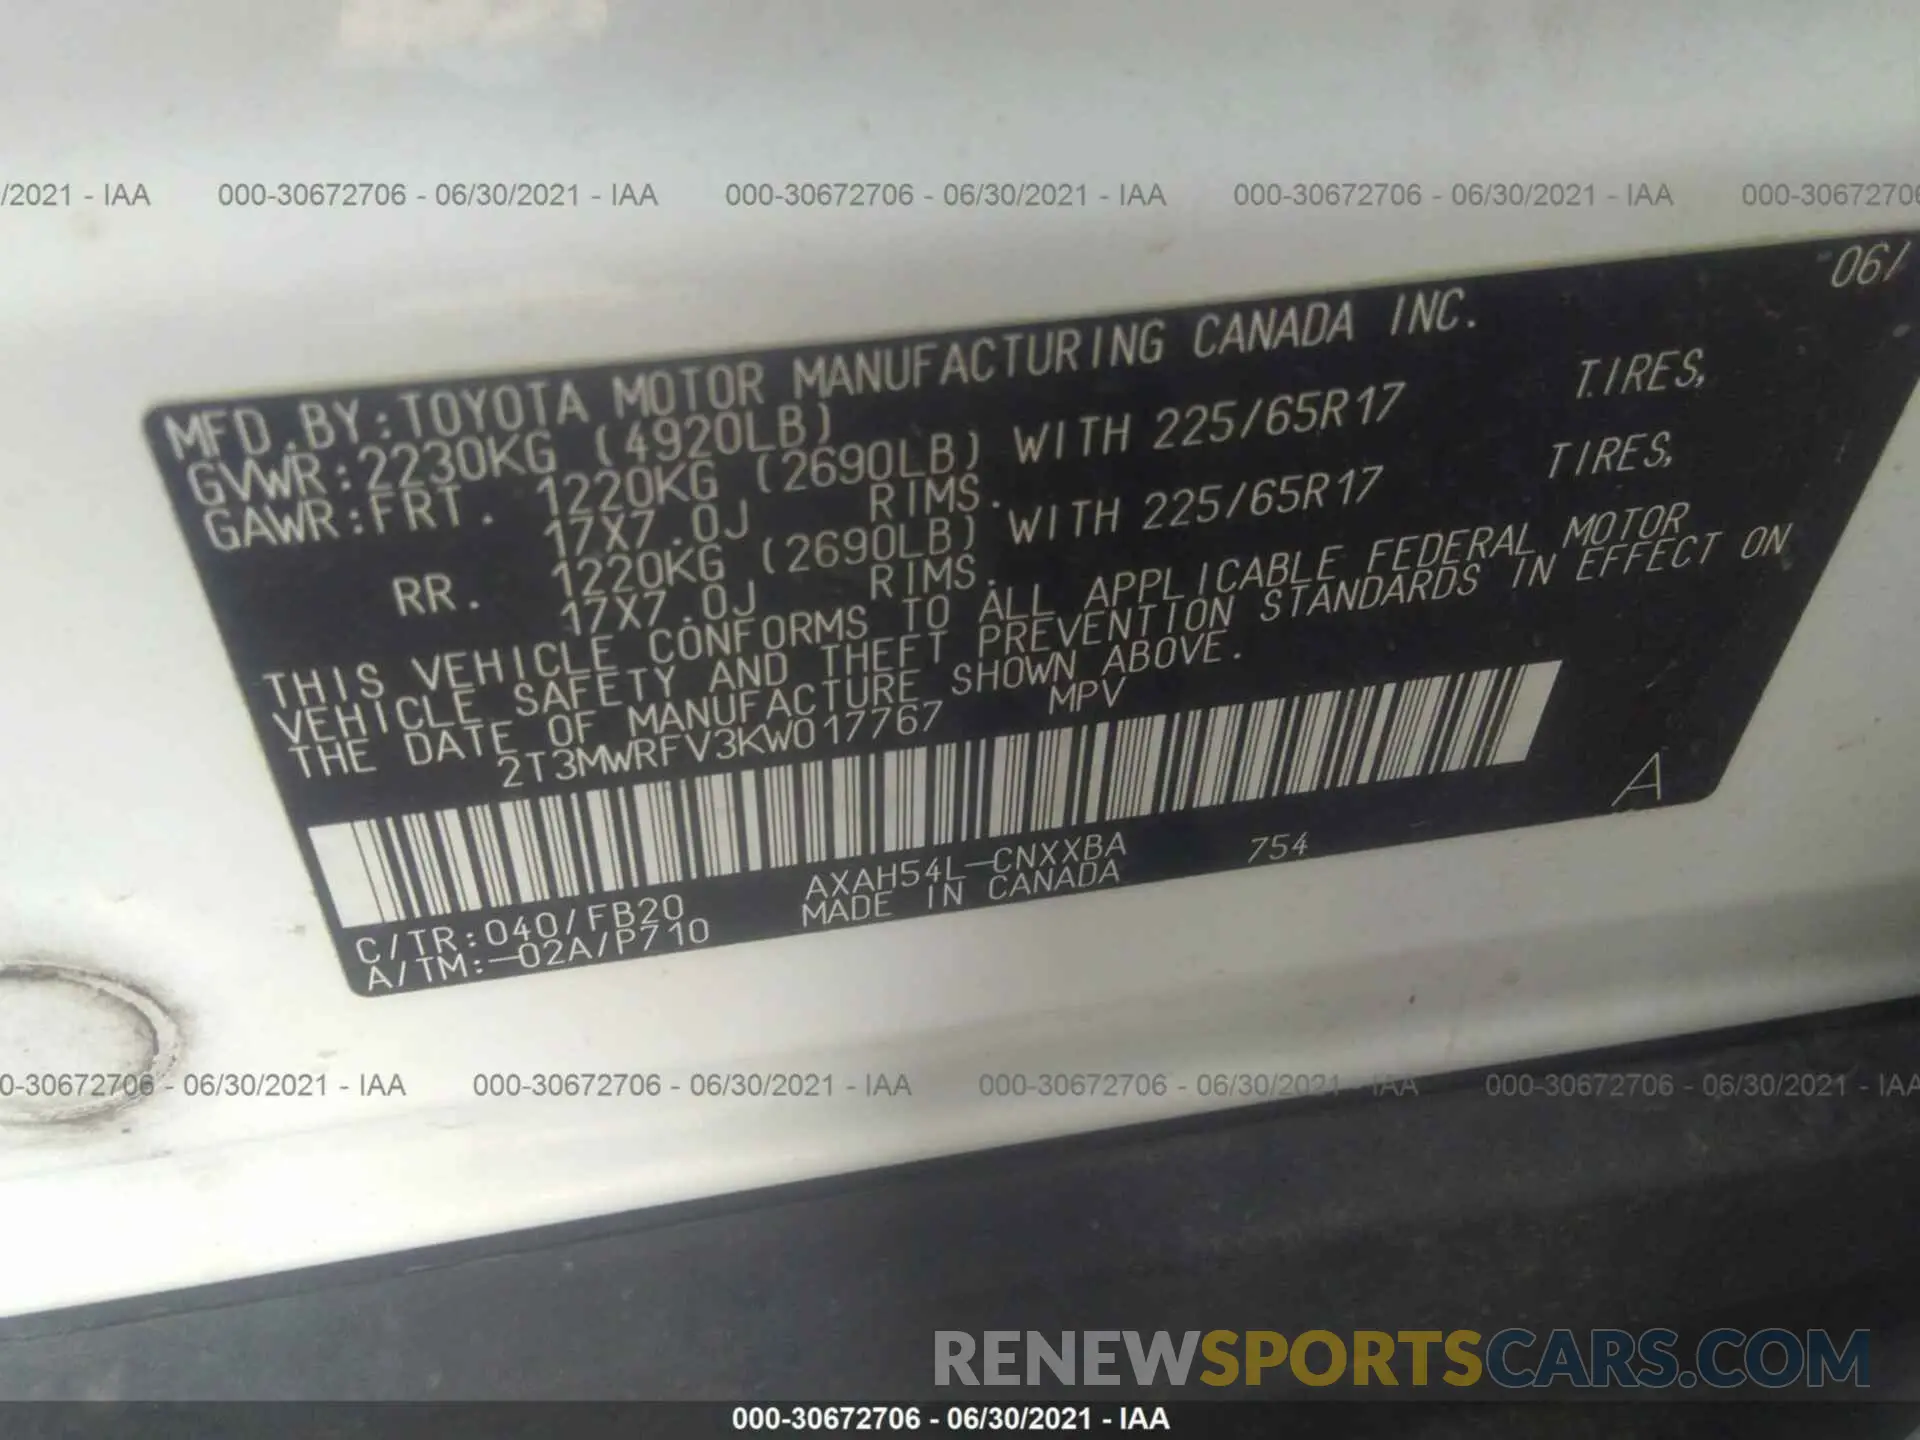 /2021 - IAA 000-30672706 - 06/30/2021 - IAA 000-30672706 - 06/30/2021 - IAA 000-30672706 - 06/30/2021 - IAA 000-3067270
06/
MFD.BY:TOYOTA MOTOR MANUFACTURING CANADA INC.
GVWR:2230KG (4920LB)
GAWR:FRT. 1220KG (2690LB) WITH 225/65R17 TIRES,
17X7.0J RIMS.
RR. 1220KG (2690LB) WITH 225/65R17 TIRES,
17X7.0J RIMS.
THIS VEHICLE CONFORMS TO ALL APPLICABLE FEDERAL MOTOR
VEHICLE SAFETY AND THEFT PREVENTION STANDARDS IN EFFECT ON
THE DATE OF MANUFACTURE SHOWN ABOVE.
2T3MWRFV3KW017767 MPV
A
C/TR:040/FB20 AXAH54L-CNXXBA 754
A/TM:-02A/P710 MADE IN CANADA
0-30672706 - 06/30/2021 - IAA 000-30672706 - 06/30/2021 - IAA 000-30672706 - 06/30/2021 - IAA 000-30672706 - 06/30/2021 - IAA
RENEWSPORTSCARS.COM
000-30672706 - 06/30/2021 - IAA